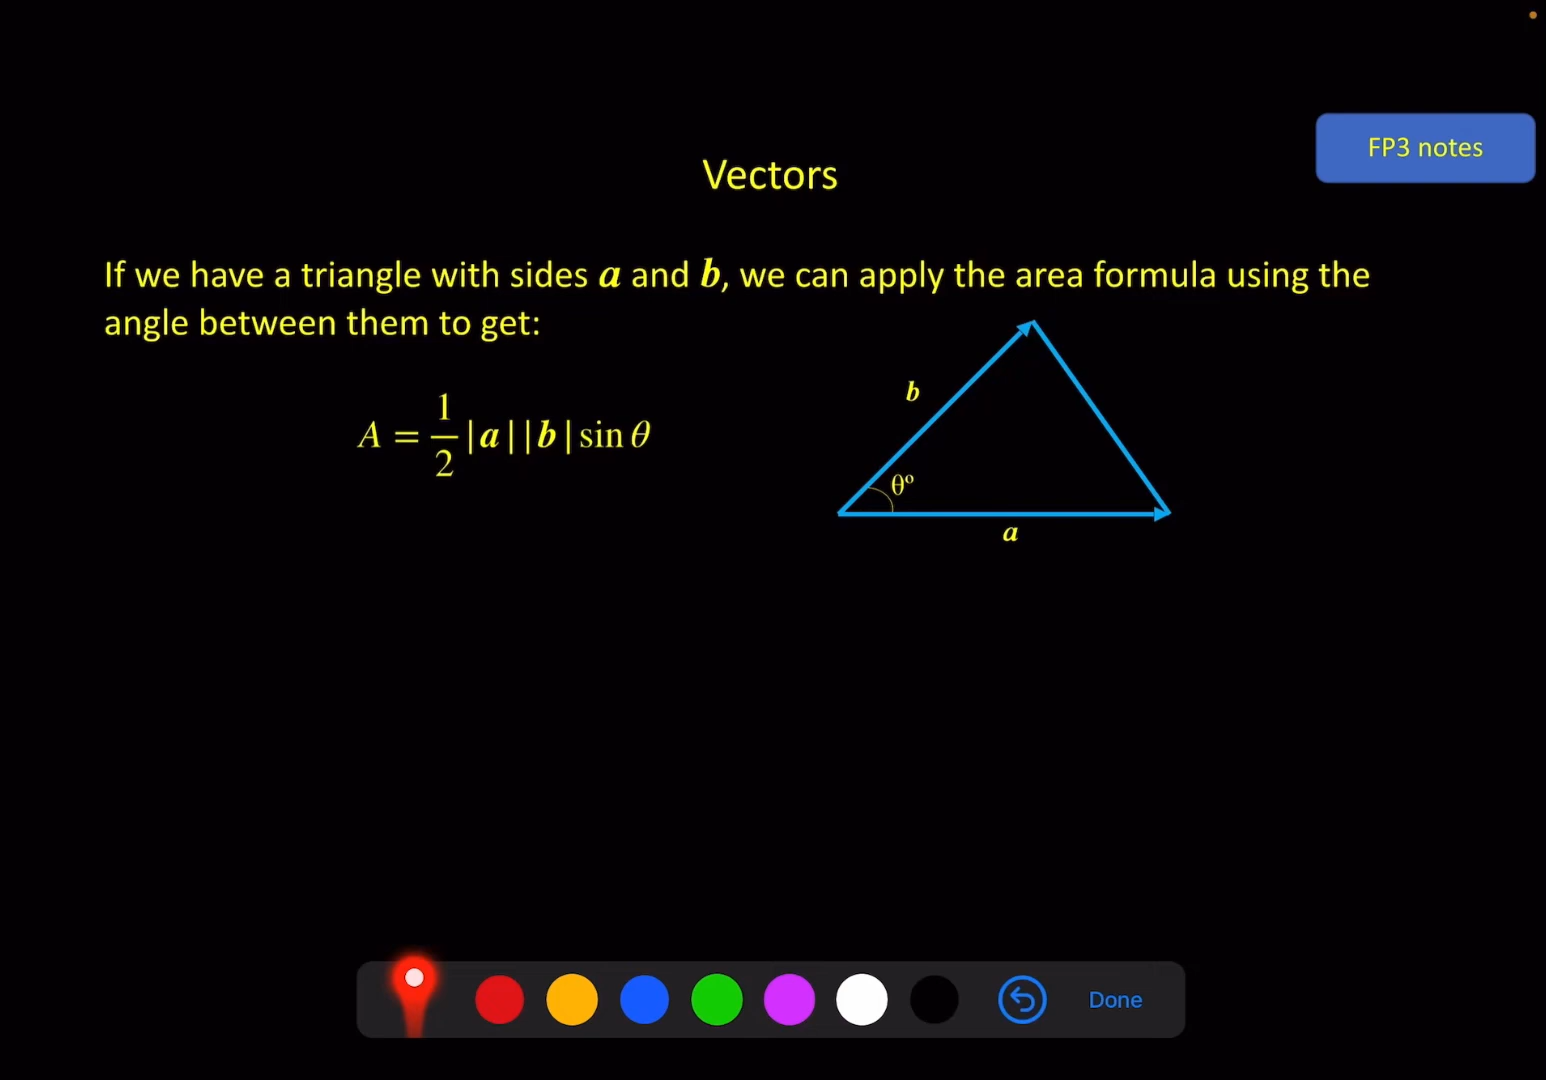 FP3 notes
Vectors
If we have a triangle with sides a and b, we can apply the area formula using the
angle between them to get:
A = 1/2 |a||b| sin θ
b
θº
a
Done